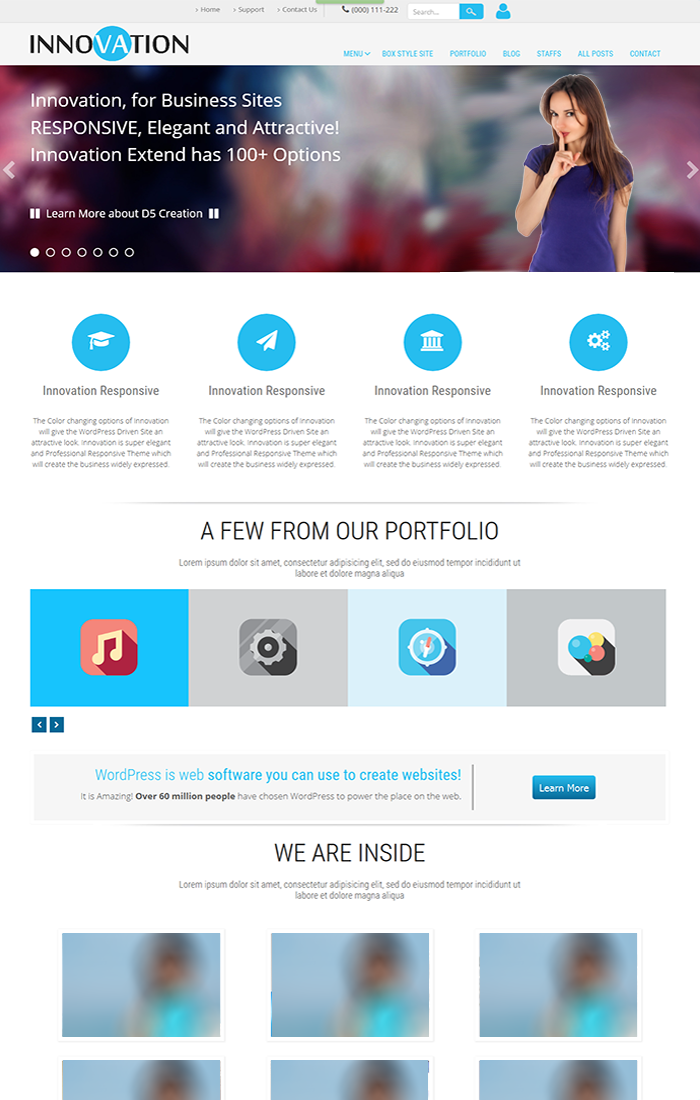 Home Support Contact Us (000) 111-222 Search...
INNOVATION
MENU BOX STYLE SITE PORTFOLIO BLOG STAFFS ALL POSTS CONTACT
Innovation, for Business Sites
RESPONSIVE, Elegant and Attractive!
Innovation Extend has 100+ Options
Learn More about D5 Creation
Innovation Responsive
The Color changing options of Innovation
will give the WordPress Driven Site an
attractive look. Innovation is super elegant
and Professional Responsive Theme which
will create the business widely expressed.
Innovation Responsive
The Color changing options of Innovation
will give the WordPress Driven Site an
attractive look. Innovation is super elegant
and Professional Responsive Theme which
will create the business widely expressed.
Innovation Responsive
The Color changing options of Innovation
will give the WordPress Driven Site an
attractive look. Innovation is super elegant
and Professional Responsive Theme which
will create the business widely expressed.
Innovation Responsive
The Color changing options of Innovation
will give the WordPress Driven Site an
attractive look. Innovation is super elegant
and Professional Responsive Theme which
will create the business widely expressed.
A FEW FROM OUR PORTFOLIO
Lorem ipsum dolor sit amet, consectetur adipisicing elit, sed do eiusmod tempor incididunt ut
labore et dolore magna aliqua
WordPress is web software you can use to create websites!
It is Amazing! Over 60 million people have chosen WordPress to power the place on the web.
Learn More
WE ARE INSIDE
Lorem ipsum dolor sit amet, consectetur adipisicing elit, sed do eiusmod tempor incididunt ut
labore et dolore magna aliqua